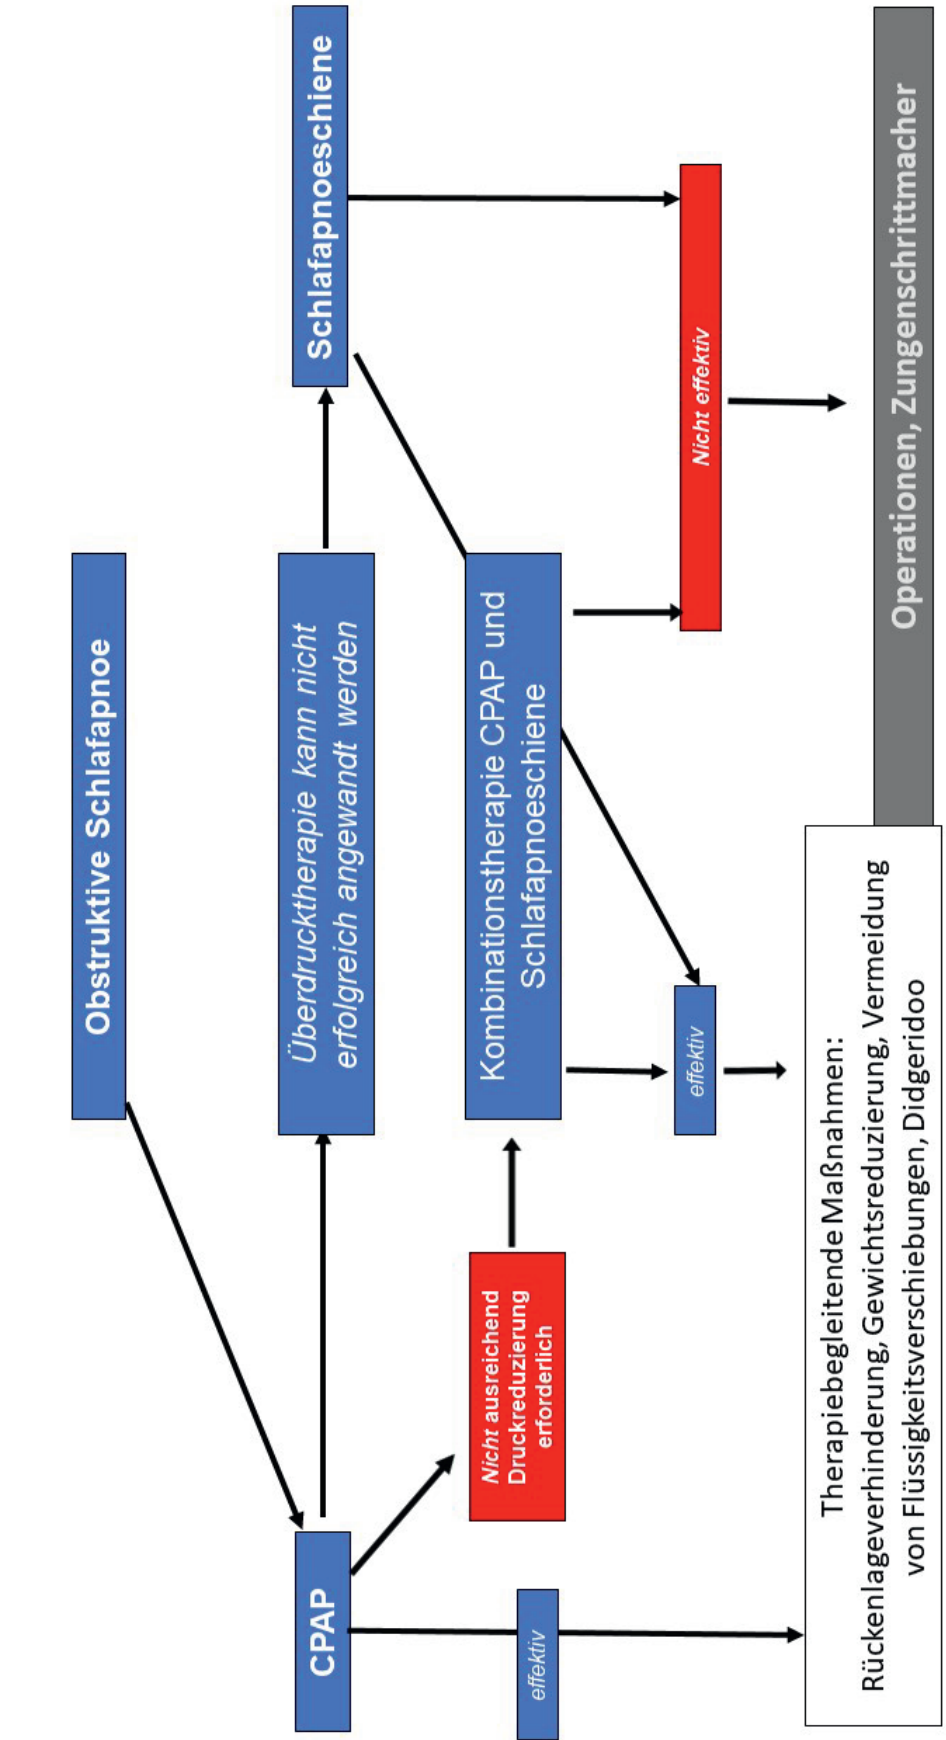 Obstruktive Schlafapnoe
CPAP
Überdrucktherapie kann nicht
erfolgreich angewandt werden
Schlafapnoeschiene
Nicht ausreichend
Druckreduzierung
erforderlich
Kombinationstherapie CPAP und
Schlafapnoeschiene
effektiv
effektiv
Nicht effektiv
Therapiebegleitende Maßnahmen:
Rückenlageverhinderung, Gewichtsreduzierung, Vermeidung
von Flüssigkeitsverschiebungen, Didgeridoo
Operationen, Zungenschrittmacher